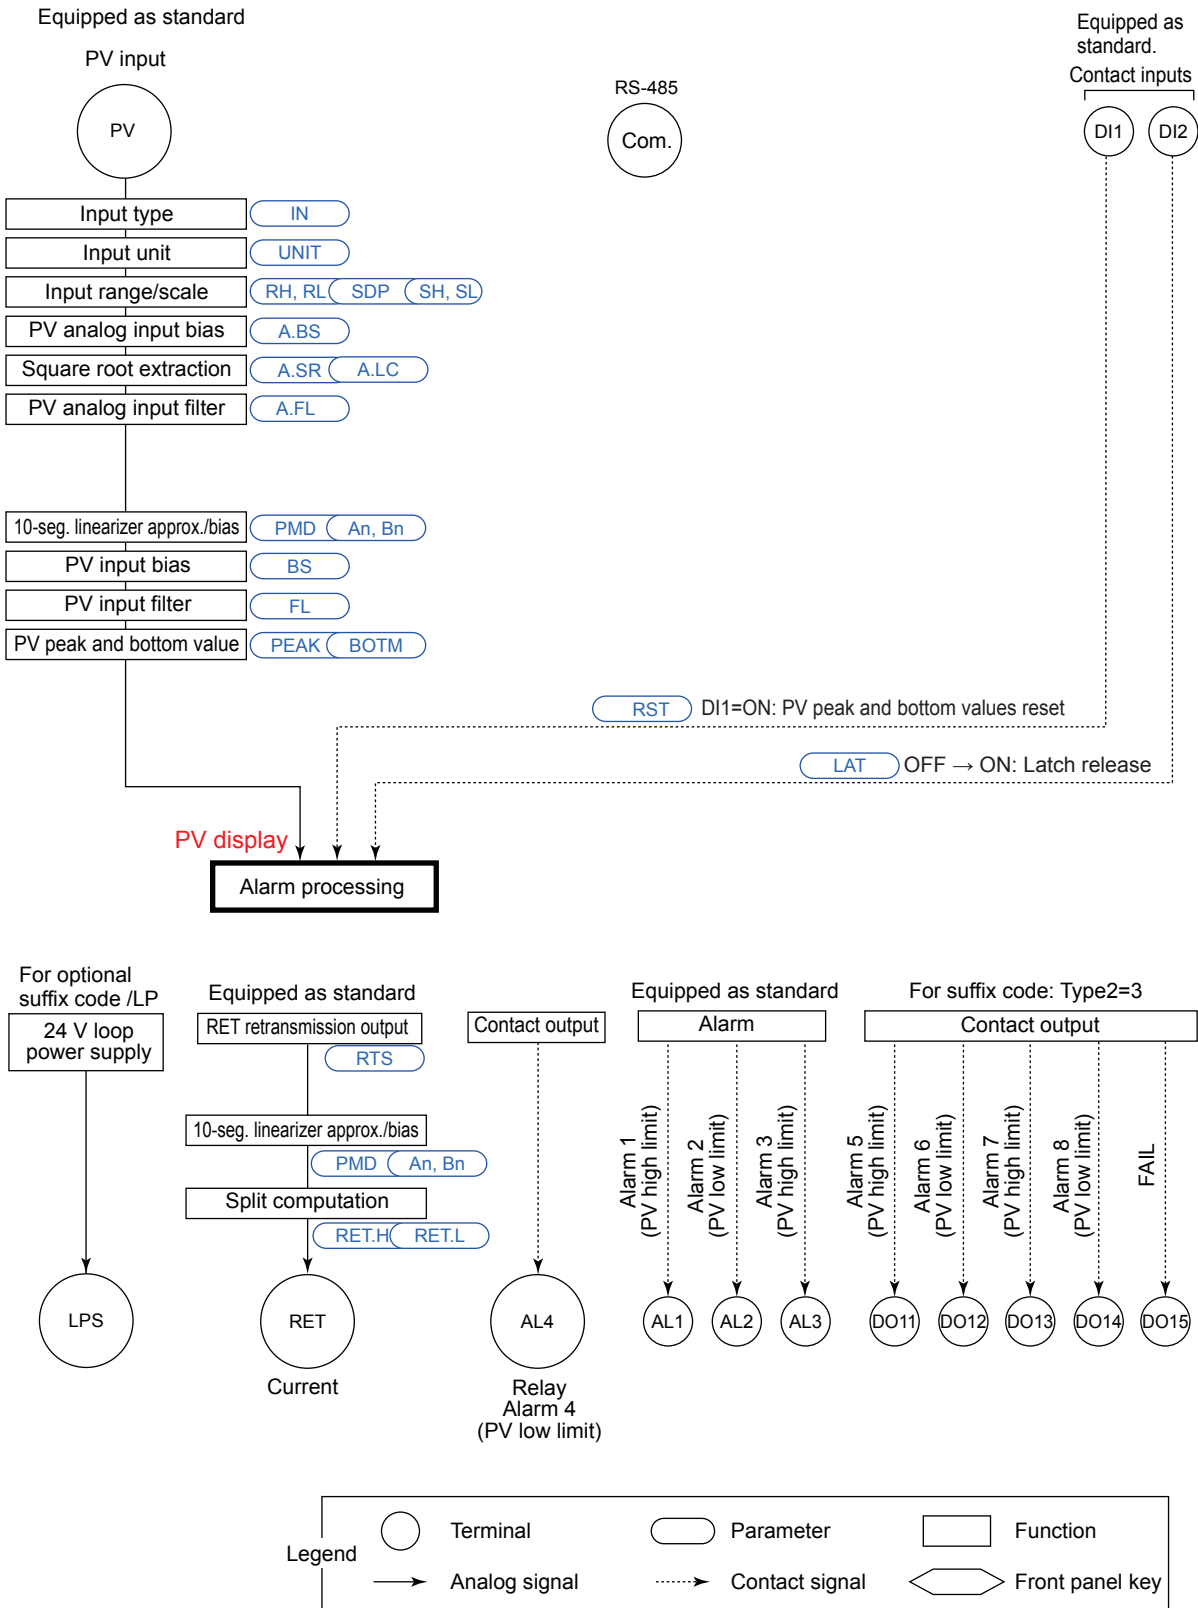 Equipped as standard
PV input
PV
RS-485
Com.
Equipped as
standard.
Contact inputs
DI1
DI2
Input type
IN
Input unit
UNIT
Input range/scale
RH, RL
SDP
SH, SL
PV analog input bias
A.BS
Square root extraction
A.SR
A.LC
PV analog input filter
A.FL
10-seg. linearizer approx./bias
PMD
An, Bn
PV input bias
BS
PV input filter
FL
PV peak and bottom value
PEAK
BOTM
RST
DI1=ON: PV peak and bottom values reset
LAT
OFF → ON: Latch release
PV display
Alarm processing
For optional
suffix code /LP
24 V loop
power supply
LPS
Equipped as standard
RET retransmission output
RTS
10-seg. linearizer approx./bias
PMD
An, Bn
Split computation
RET.H
RET.L
RET
Current
Contact output
AL4
Relay
Alarm 4
(PV low limit)
Equipped as standard
Alarm
Alarm 1
(PV high limit)
Alarm 2
(PV low limit)
Alarm 3
(PV high limit)
AL1
AL2
AL3
For suffix code: Type2=3
Contact output
Alarm 5
(PV high limit)
Alarm 6
(PV low limit)
Alarm 7
(PV high limit)
Alarm 8
(PV low limit)
FAIL
DO11
DO12
DO13
DO14
DO15
Legend
Terminal
Parameter
Function
Analog signal
Contact signal
Front panel key